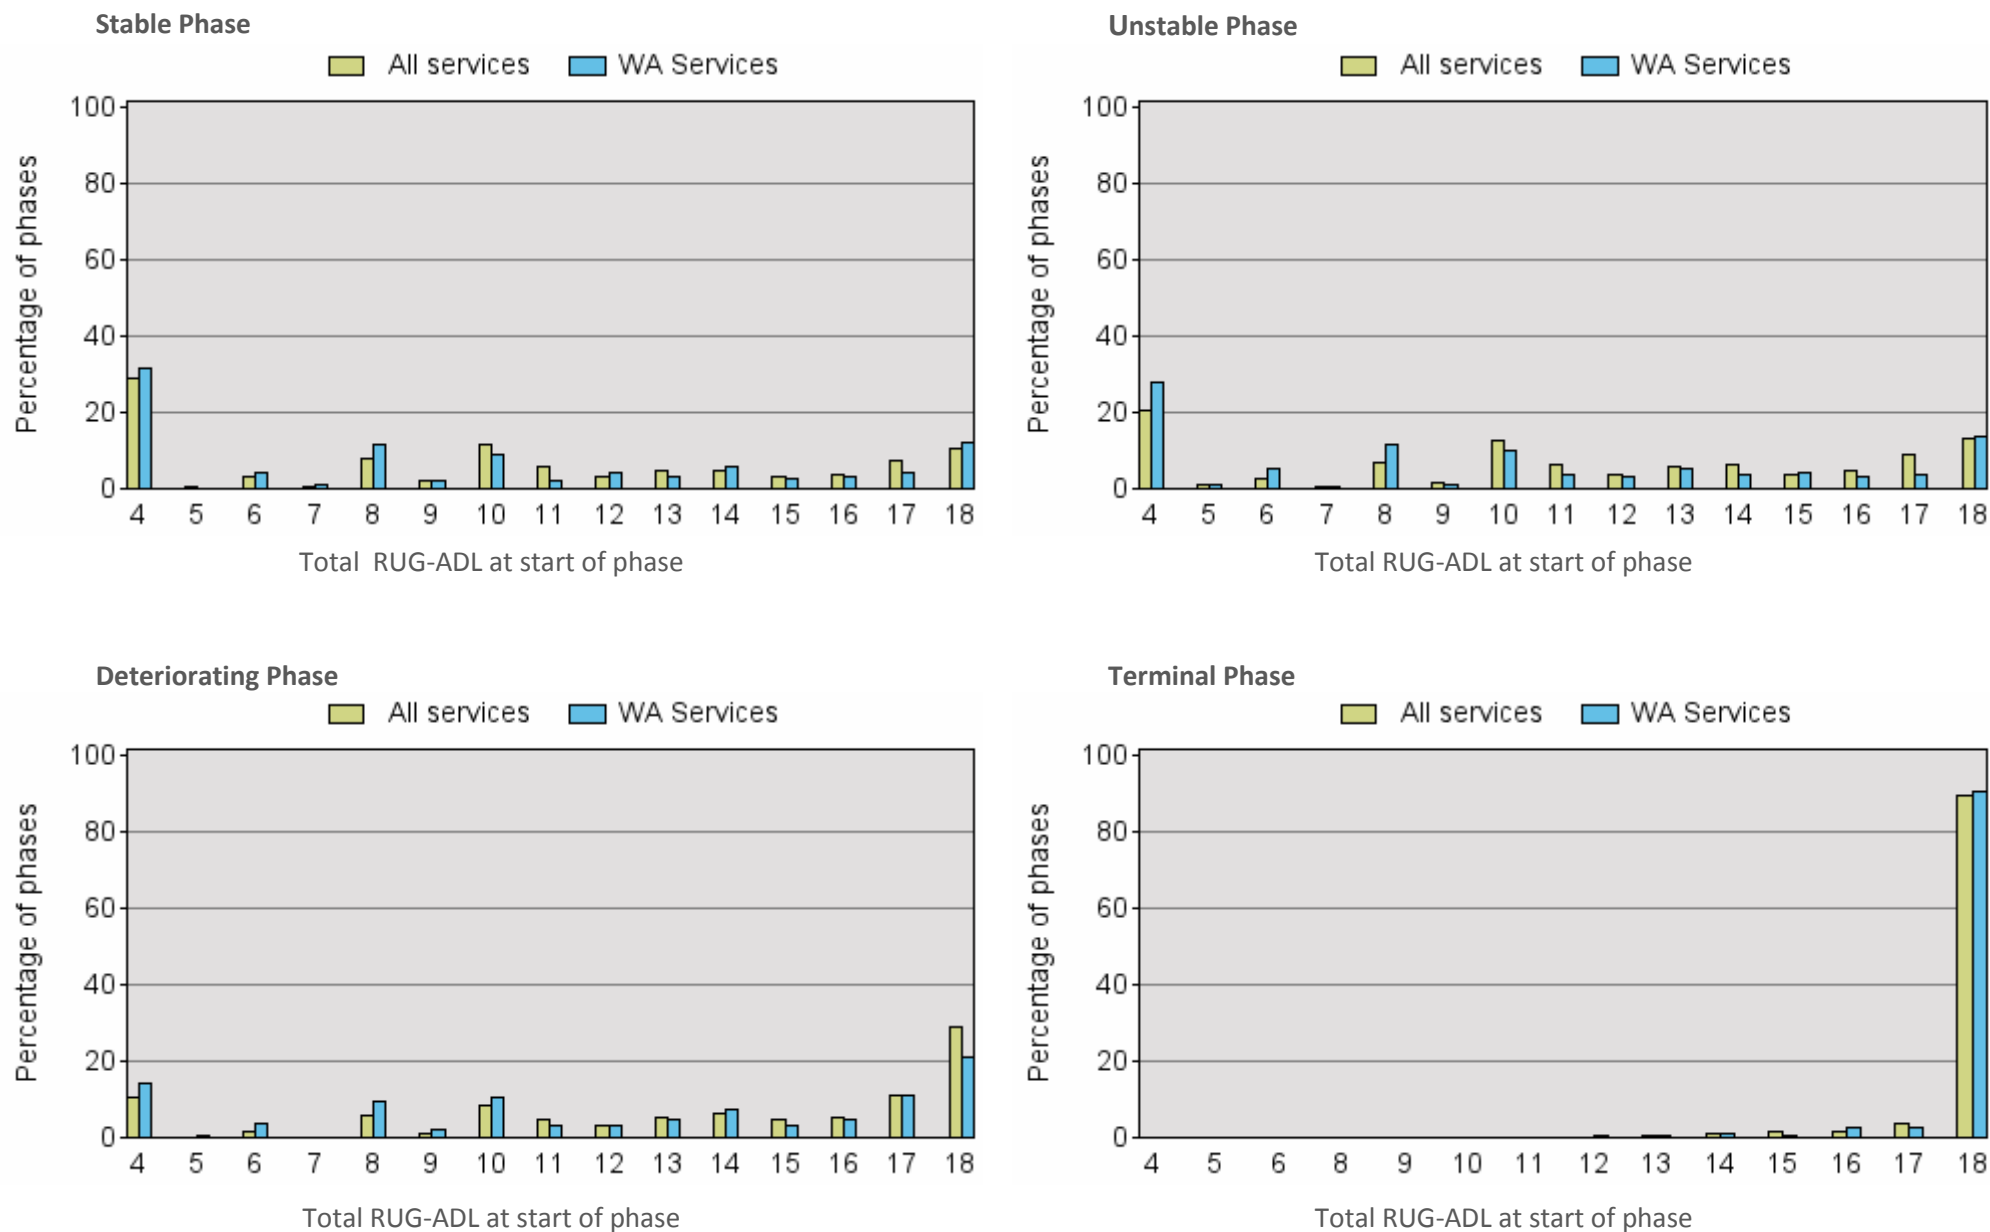 Stable Phase
All services WA Services
Percentage of phases
100
80
60
40
20
0
4 5 6 7 8 9 10 11 12 13 14 15 16 17 18
Total RUG-ADL at start of phase
Unstable Phase
All services WA Services
Percentage of phases
100
80
60
40
20
0
4 5 6 7 8 9 10 11 12 13 14 15 16 17 18
Total RUG-ADL at start of phase
Deteriorating Phase
All services WA Services
Percentage of phases
100
80
60
40
20
0
4 5 6 7 8 9 10 11 12 13 14 15 16 17 18
Total RUG-ADL at start of phase
Terminal Phase
All services WA Services
Percentage of phases
100
80
60
40
20
0
4 5 6 8 9 10 11 12 13 14 15 16 17 18
Total RUG-ADL at start of phase